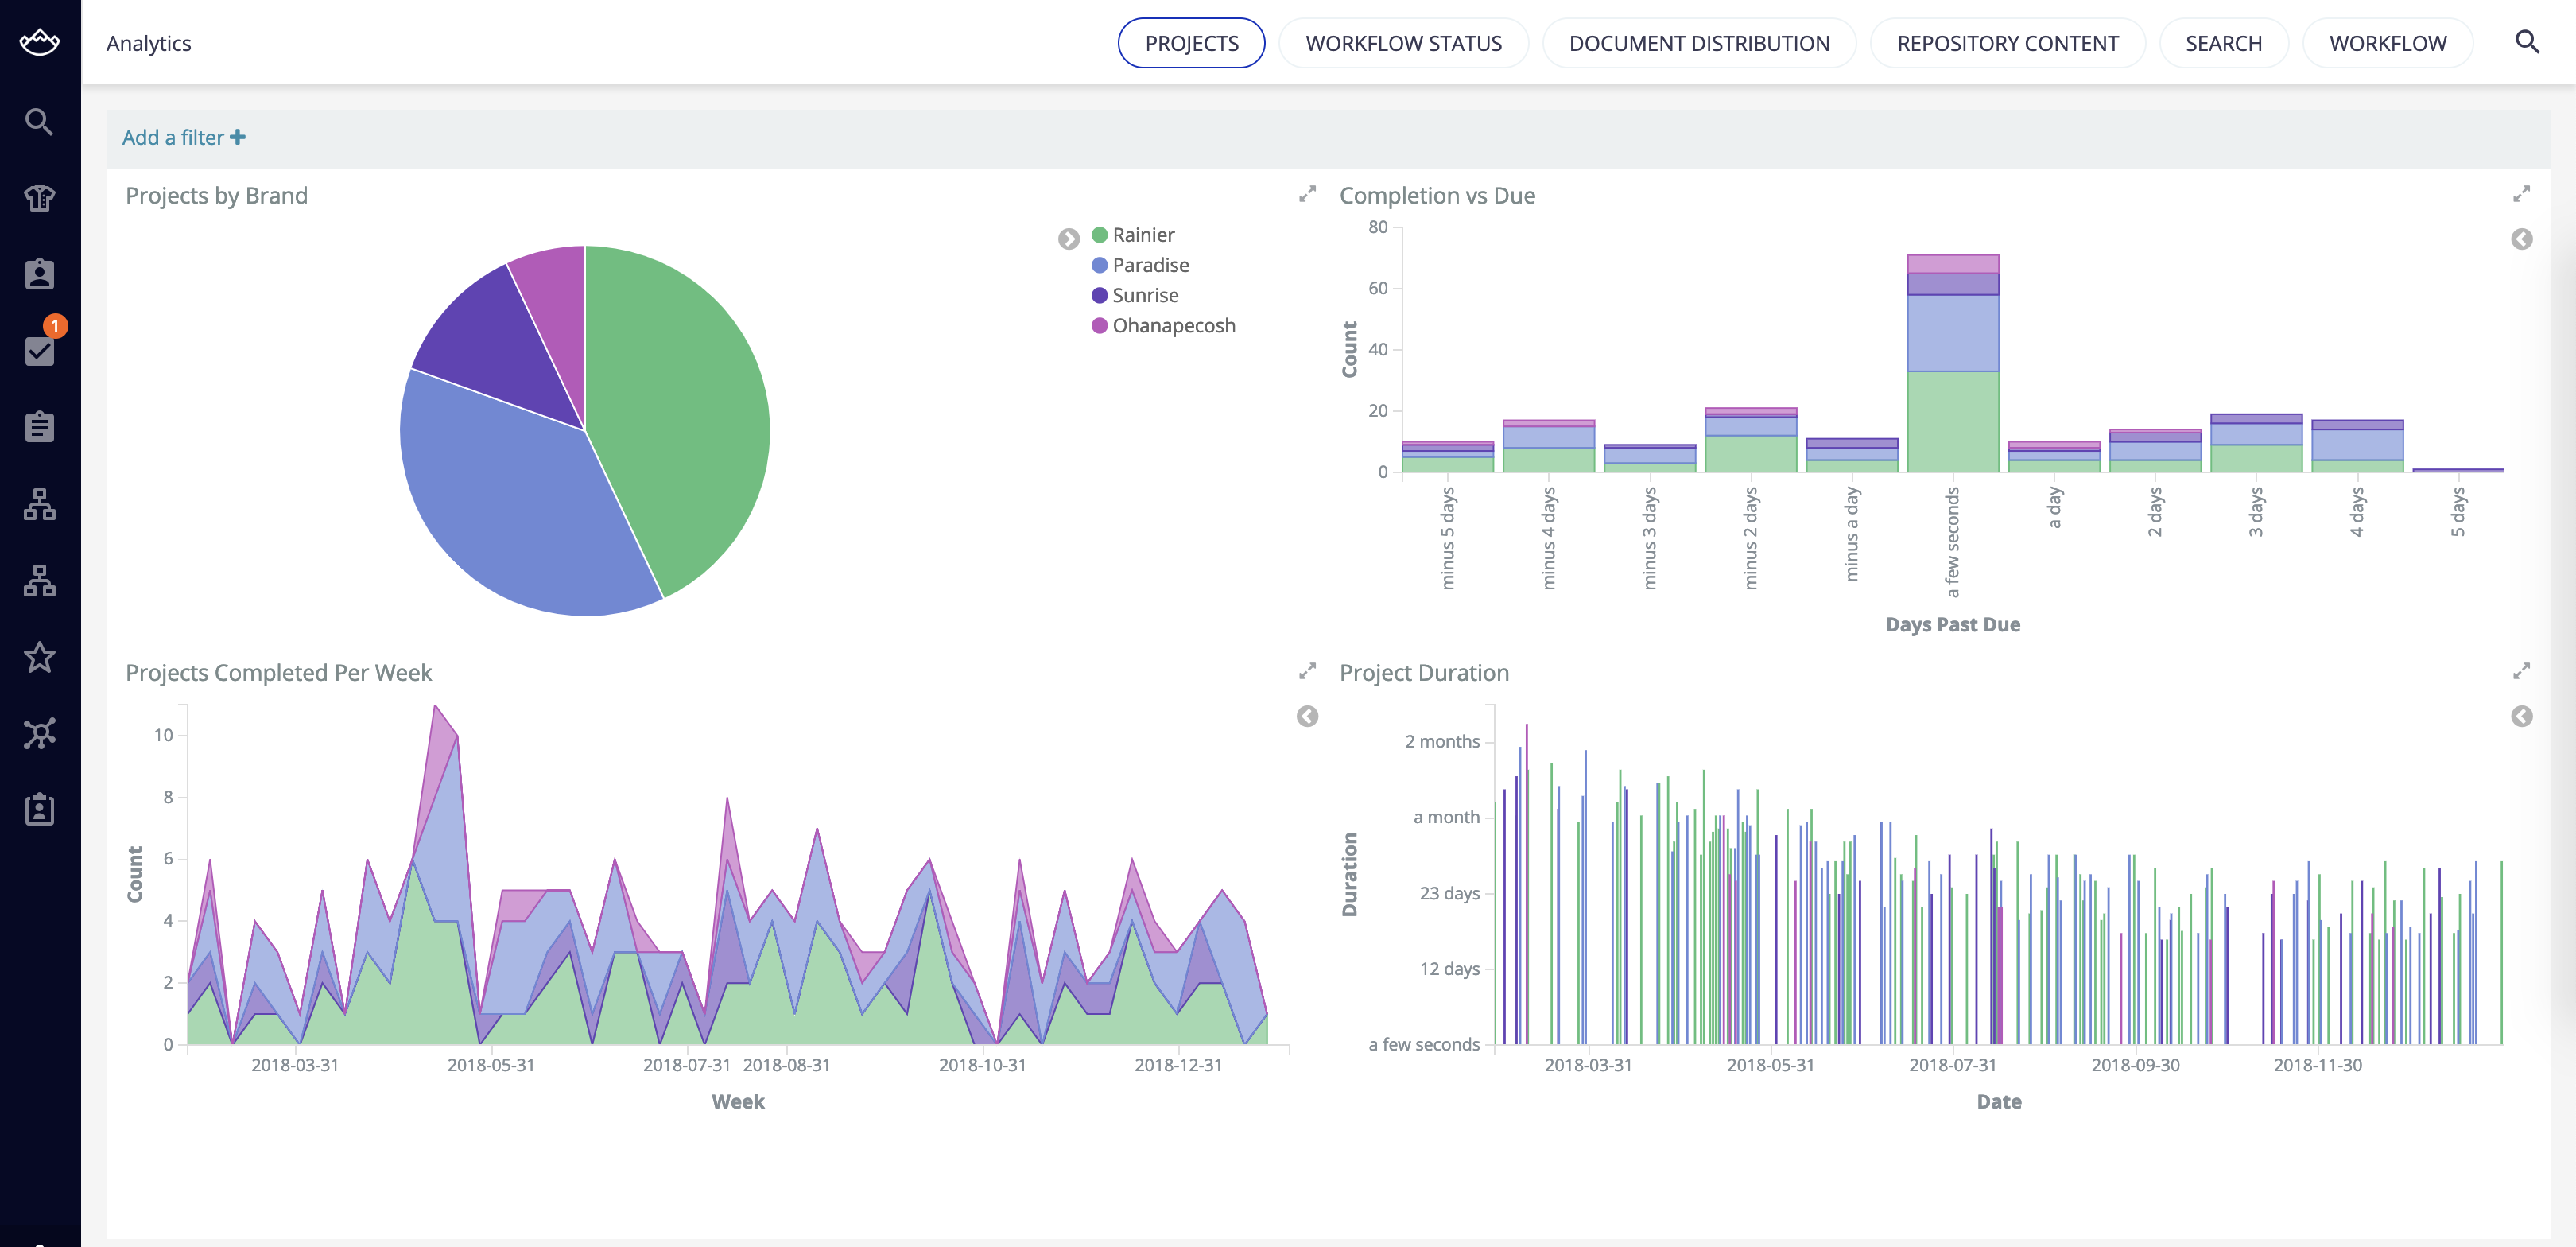 Analytics
PROJECTS
WORKFLOW STATUS
DOCUMENT DISTRIBUTION
REPOSITORY CONTENT
SEARCH
WORKFLOW
1
Add a filter
Projects by Brand
Rainier
Paradise
Sunrise
Ohanapecosh
Completion vs Due
80
60
40
20
0
Count
minus 5 days
minus 4 days
minus 3 days
minus 2 days
minus a day
a few seconds
a day
2 days
3 days
4 days
5 days
Days Past Due
Projects Completed Per Week
10
8
6
4
2
0
Count
2018-03-31
2018-05-31
2018-07-31
2018-08-31
2018-10-31
2018-12-31
Week
Project Duration
2 months
a month
23 days
12 days
a few seconds
Duration
2018-03-31
2018-05-31
2018-07-31
2018-09-30
2018-11-30
Date